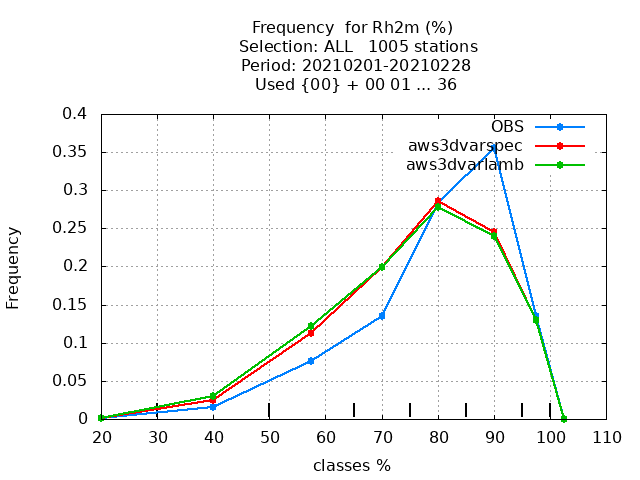 Frequency  for Rh2m (%)
Selection: ALL   1005 stations
Period: 20210201-20210228
Used {00} + 00 01 ... 36
OBS
aws3dvarspec
aws3dvarlamb
0.4
0.35
0.3
0.25
0.2
0.15
0.1
0.05
0
Frequency
20 30 40 50 60 70 80 90 100 110
classes %